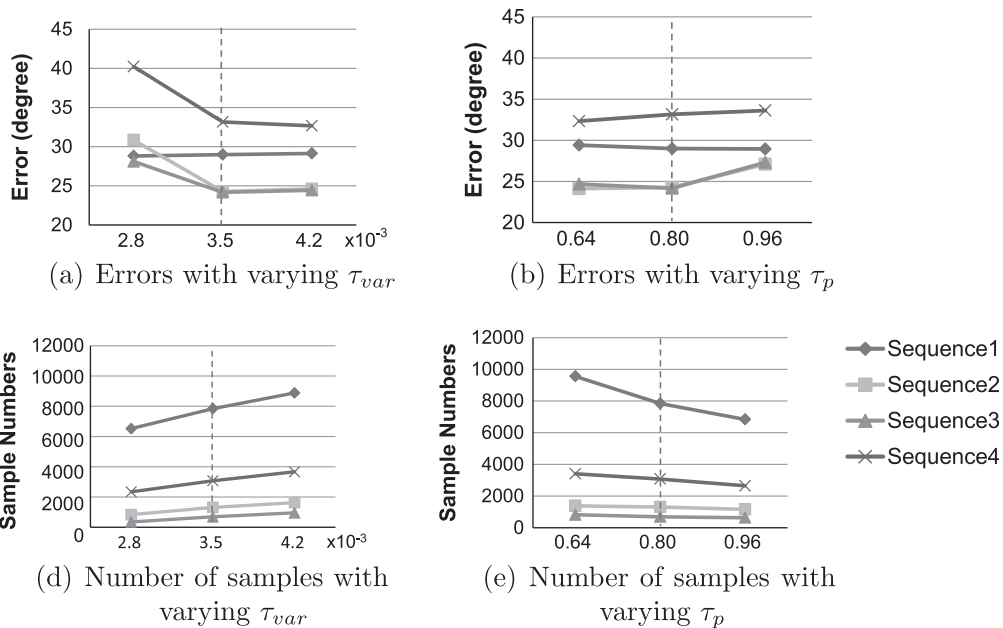 45
40
35
30
25
20
Error (degree)
2.8 3.5 4.2 x10⁻³
(a) Errors with varying τ_var
45
40
35
30
25
20
Error (degree)
0.64 0.80 0.96
(b) Errors with varying τ_p
12000
10000
8000
6000
4000
2000
0
Sample Numbers
2.8 3.5 4.2 x10⁻³
(d) Number of samples with
varying τ_var
12000
10000
8000
6000
4000
2000
0
Sample Numbers
0.64 0.80 0.96
(e) Number of samples with
varying τ_p
Sequence1
Sequence2
Sequence3
Sequence4